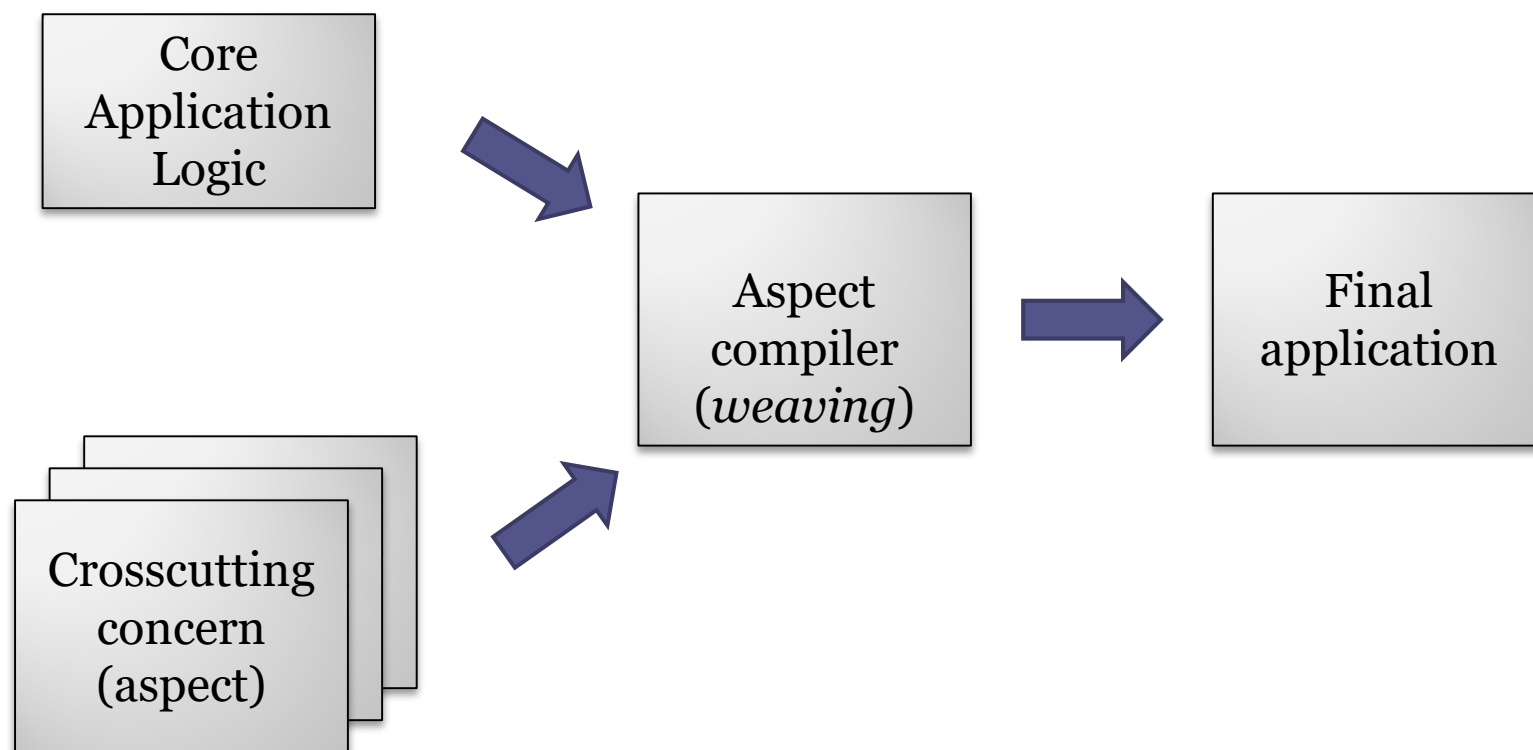 Core
Application
Logic
Aspect
compiler
(weaving)
Final
application
Crosscutting
concern
(aspect)